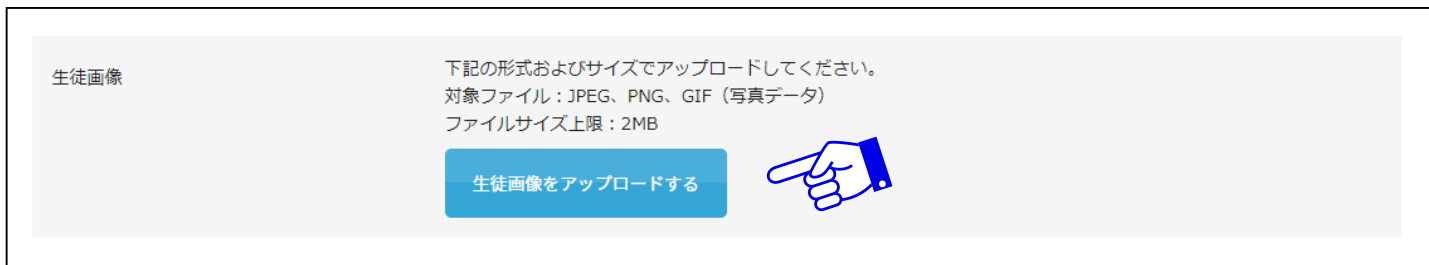 生徒画像
下記の形式およびサイズでアップロードしてください。
対象ファイル：JPEG、PNG、GIF（写真データ）
ファイルサイズ上限：2MB
生徒画像をアップロードする